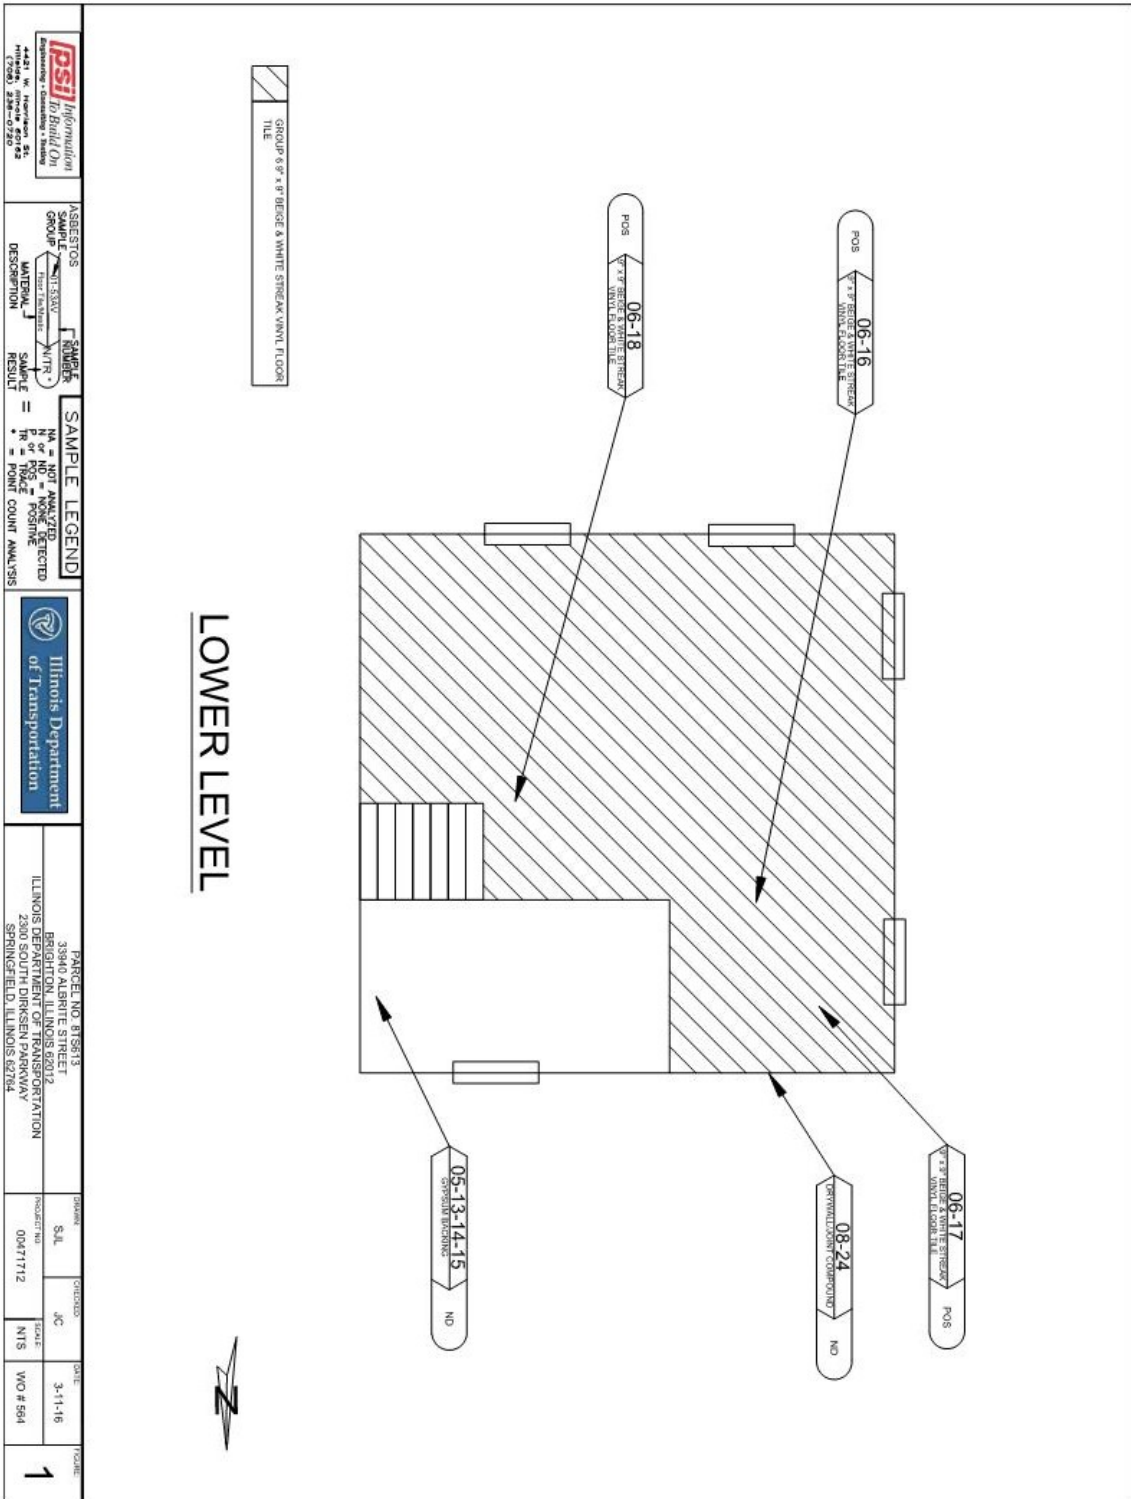 06-17
9" x 9" BEIGE & WHITE STREAK
VINYL FLOOR TILE
POS
08-24
DRYWALL/JOINT COMPOUND
ND
06-16
9" x 9" BEIGE & WHITE STREAK
VINYL FLOOR TILE
POS
05-13-14-15
GYPSUM BACKING
ND
06-18
9" x 9" BEIGE & WHITE STREAK
VINYL FLOOR TILE
POS
GROUP 6 9" x 9" BEIGE & WHITE STREAK VINYL FLOOR
TILE
LOWER LEVEL
N
psi Information
To Build On
Engineering • Consulting • Testing
4421 W. Harrison St.
Hillside, Illinois 60162
(708) 236-0720
ASBESTOS
SAMPLE
GROUP
SAMPLE
NUMBER
01-53AV
Floor Tile/Mastic
N/TR *
MATERIAL
DESCRIPTION
SAMPLE
RESULT
=
SAMPLE LEGEND
NA = NOT ANALYZED
N or ND = NONE DETECTED
P or POS = POSITIVE
TR = TRACE
* = POINT COUNT ANALYSIS
Illinois Department
of Transportation
PARCEL NO. 8TS613
33940 ALBRITE STREET
BRIGHTON, ILLINOIS 62012
ILLINOIS DEPARTMENT OF TRANSPORTATION
2300 SOUTH DIRKSEN PARKWAY
SPRINGFIELD, ILLINOIS 62764
DRAWN:
SJL
CHECKED:
JC
DATE:
3-11-16
PROJECT NO:
00471712
SCALE:
NTS
WO # 564
FIGURE:
1